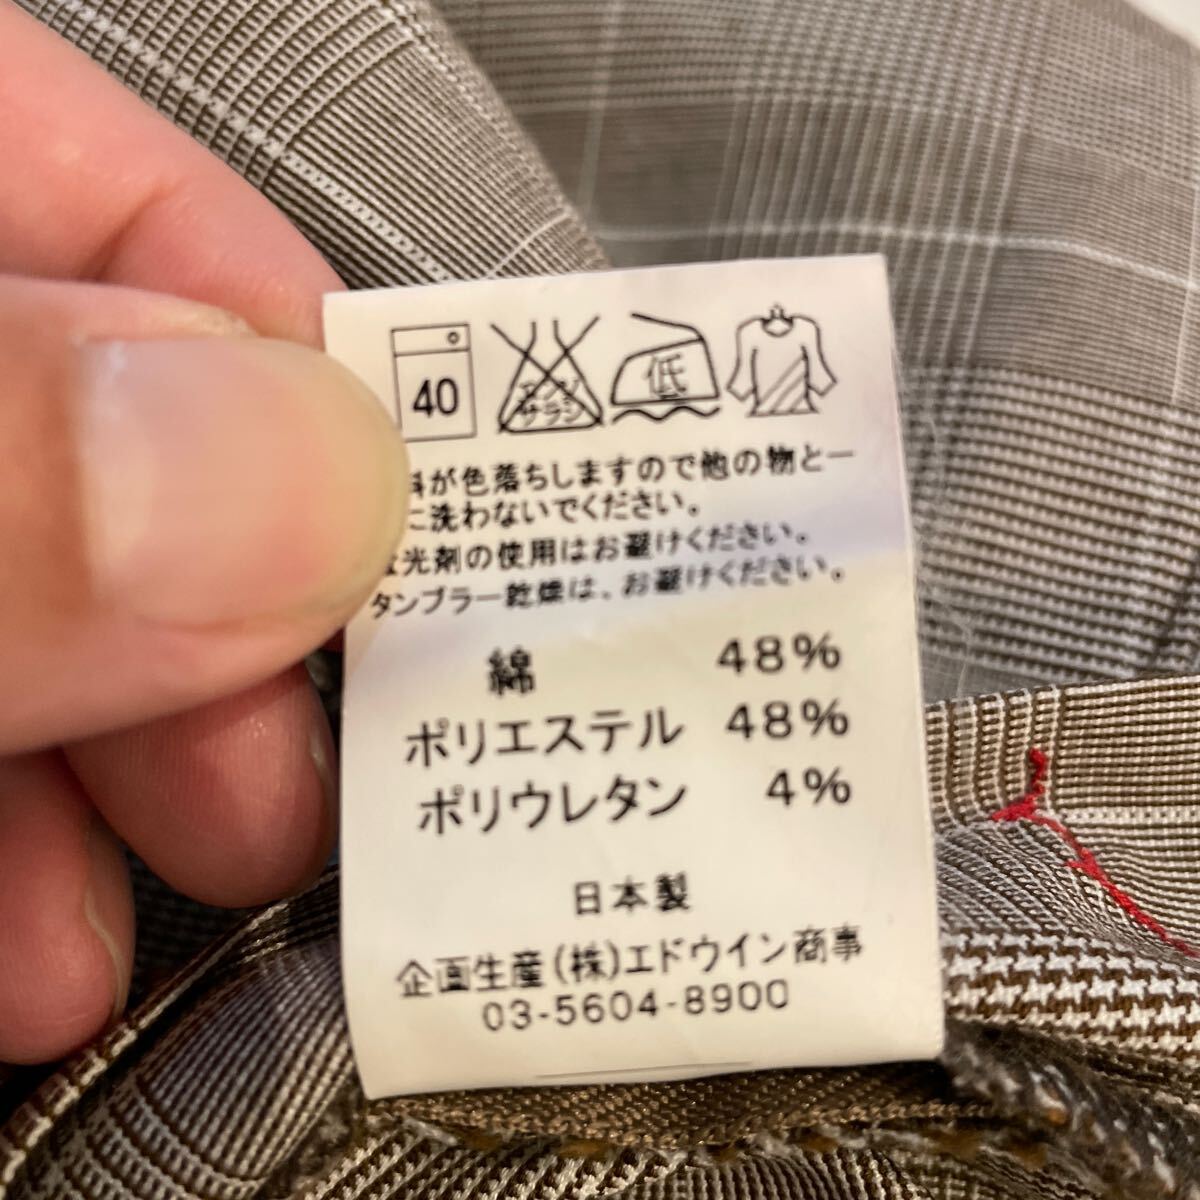 40
エンソ
サラシ
低
料が色落ちしますので他の物と一
に洗わないでください。
光剤の使用はお避けください。
タンブラー乾燥は、お避けください。
綿 48%
ポリエステル 48%
ポリウレタン 4%
日本製
企画生産(株)エドウイン商事
03-5604-8900